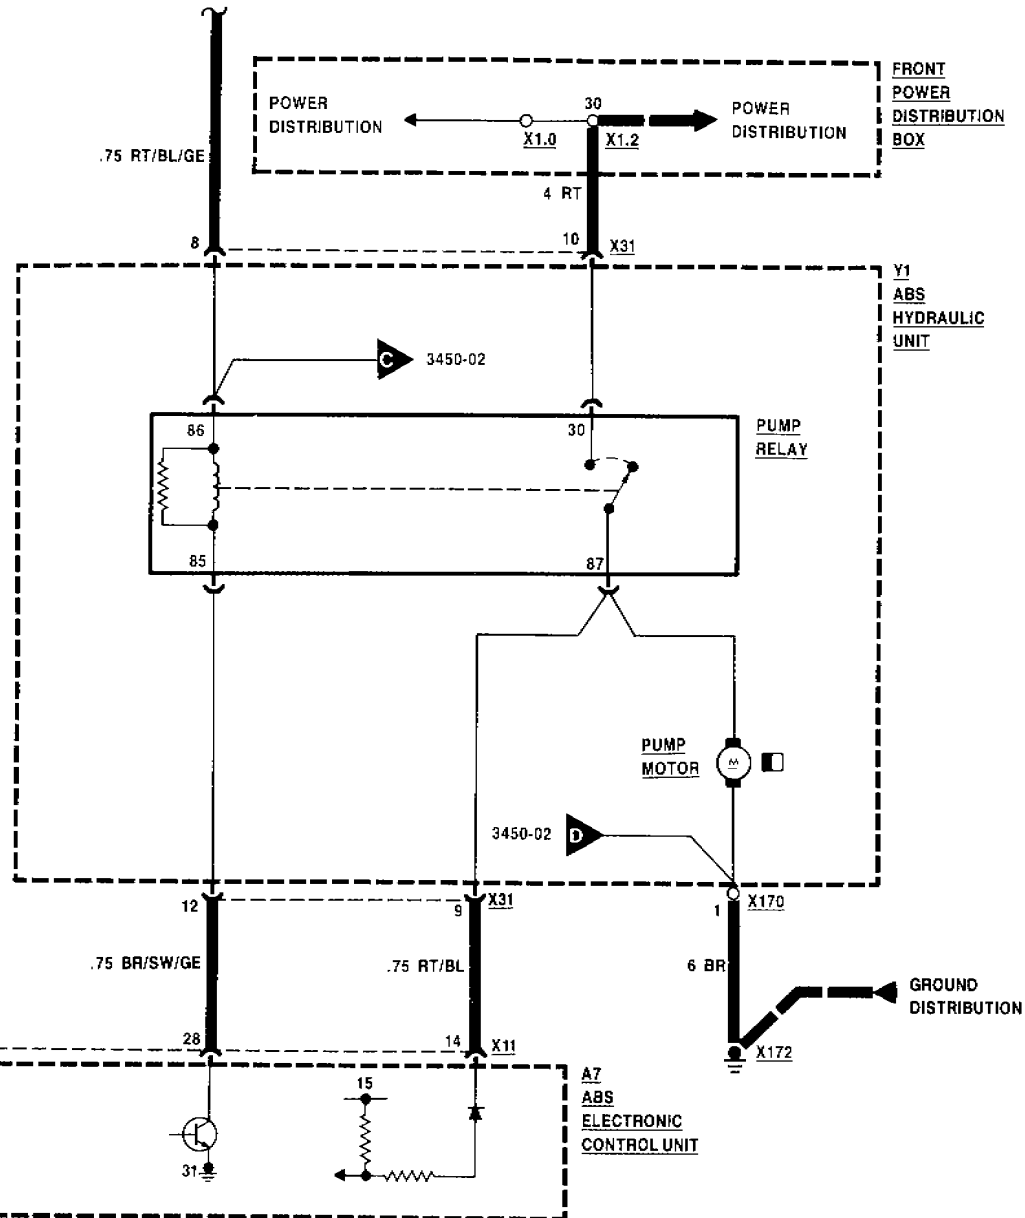 FRONT
POWER
DISTRIBUTION
BOX
POWER
DISTRIBUTION
30
POWER
DISTRIBUTION
X1.0
X1.2
.75 RT/BL/GE
4 RT
8
10
X31
Y1
ABS
HYDRAULIC
UNIT
C
3450-02
86
30
PUMP
RELAY
85
87
PUMP
MOTOR
M
3450-02
D
12
9
X31
1
X170
.75 BR/SW/GE
.75 RT/BL
6 BR
GROUND
DISTRIBUTION
28
14
X11
X172
A7
ABS
ELECTRONIC
CONTROL UNIT
15
31